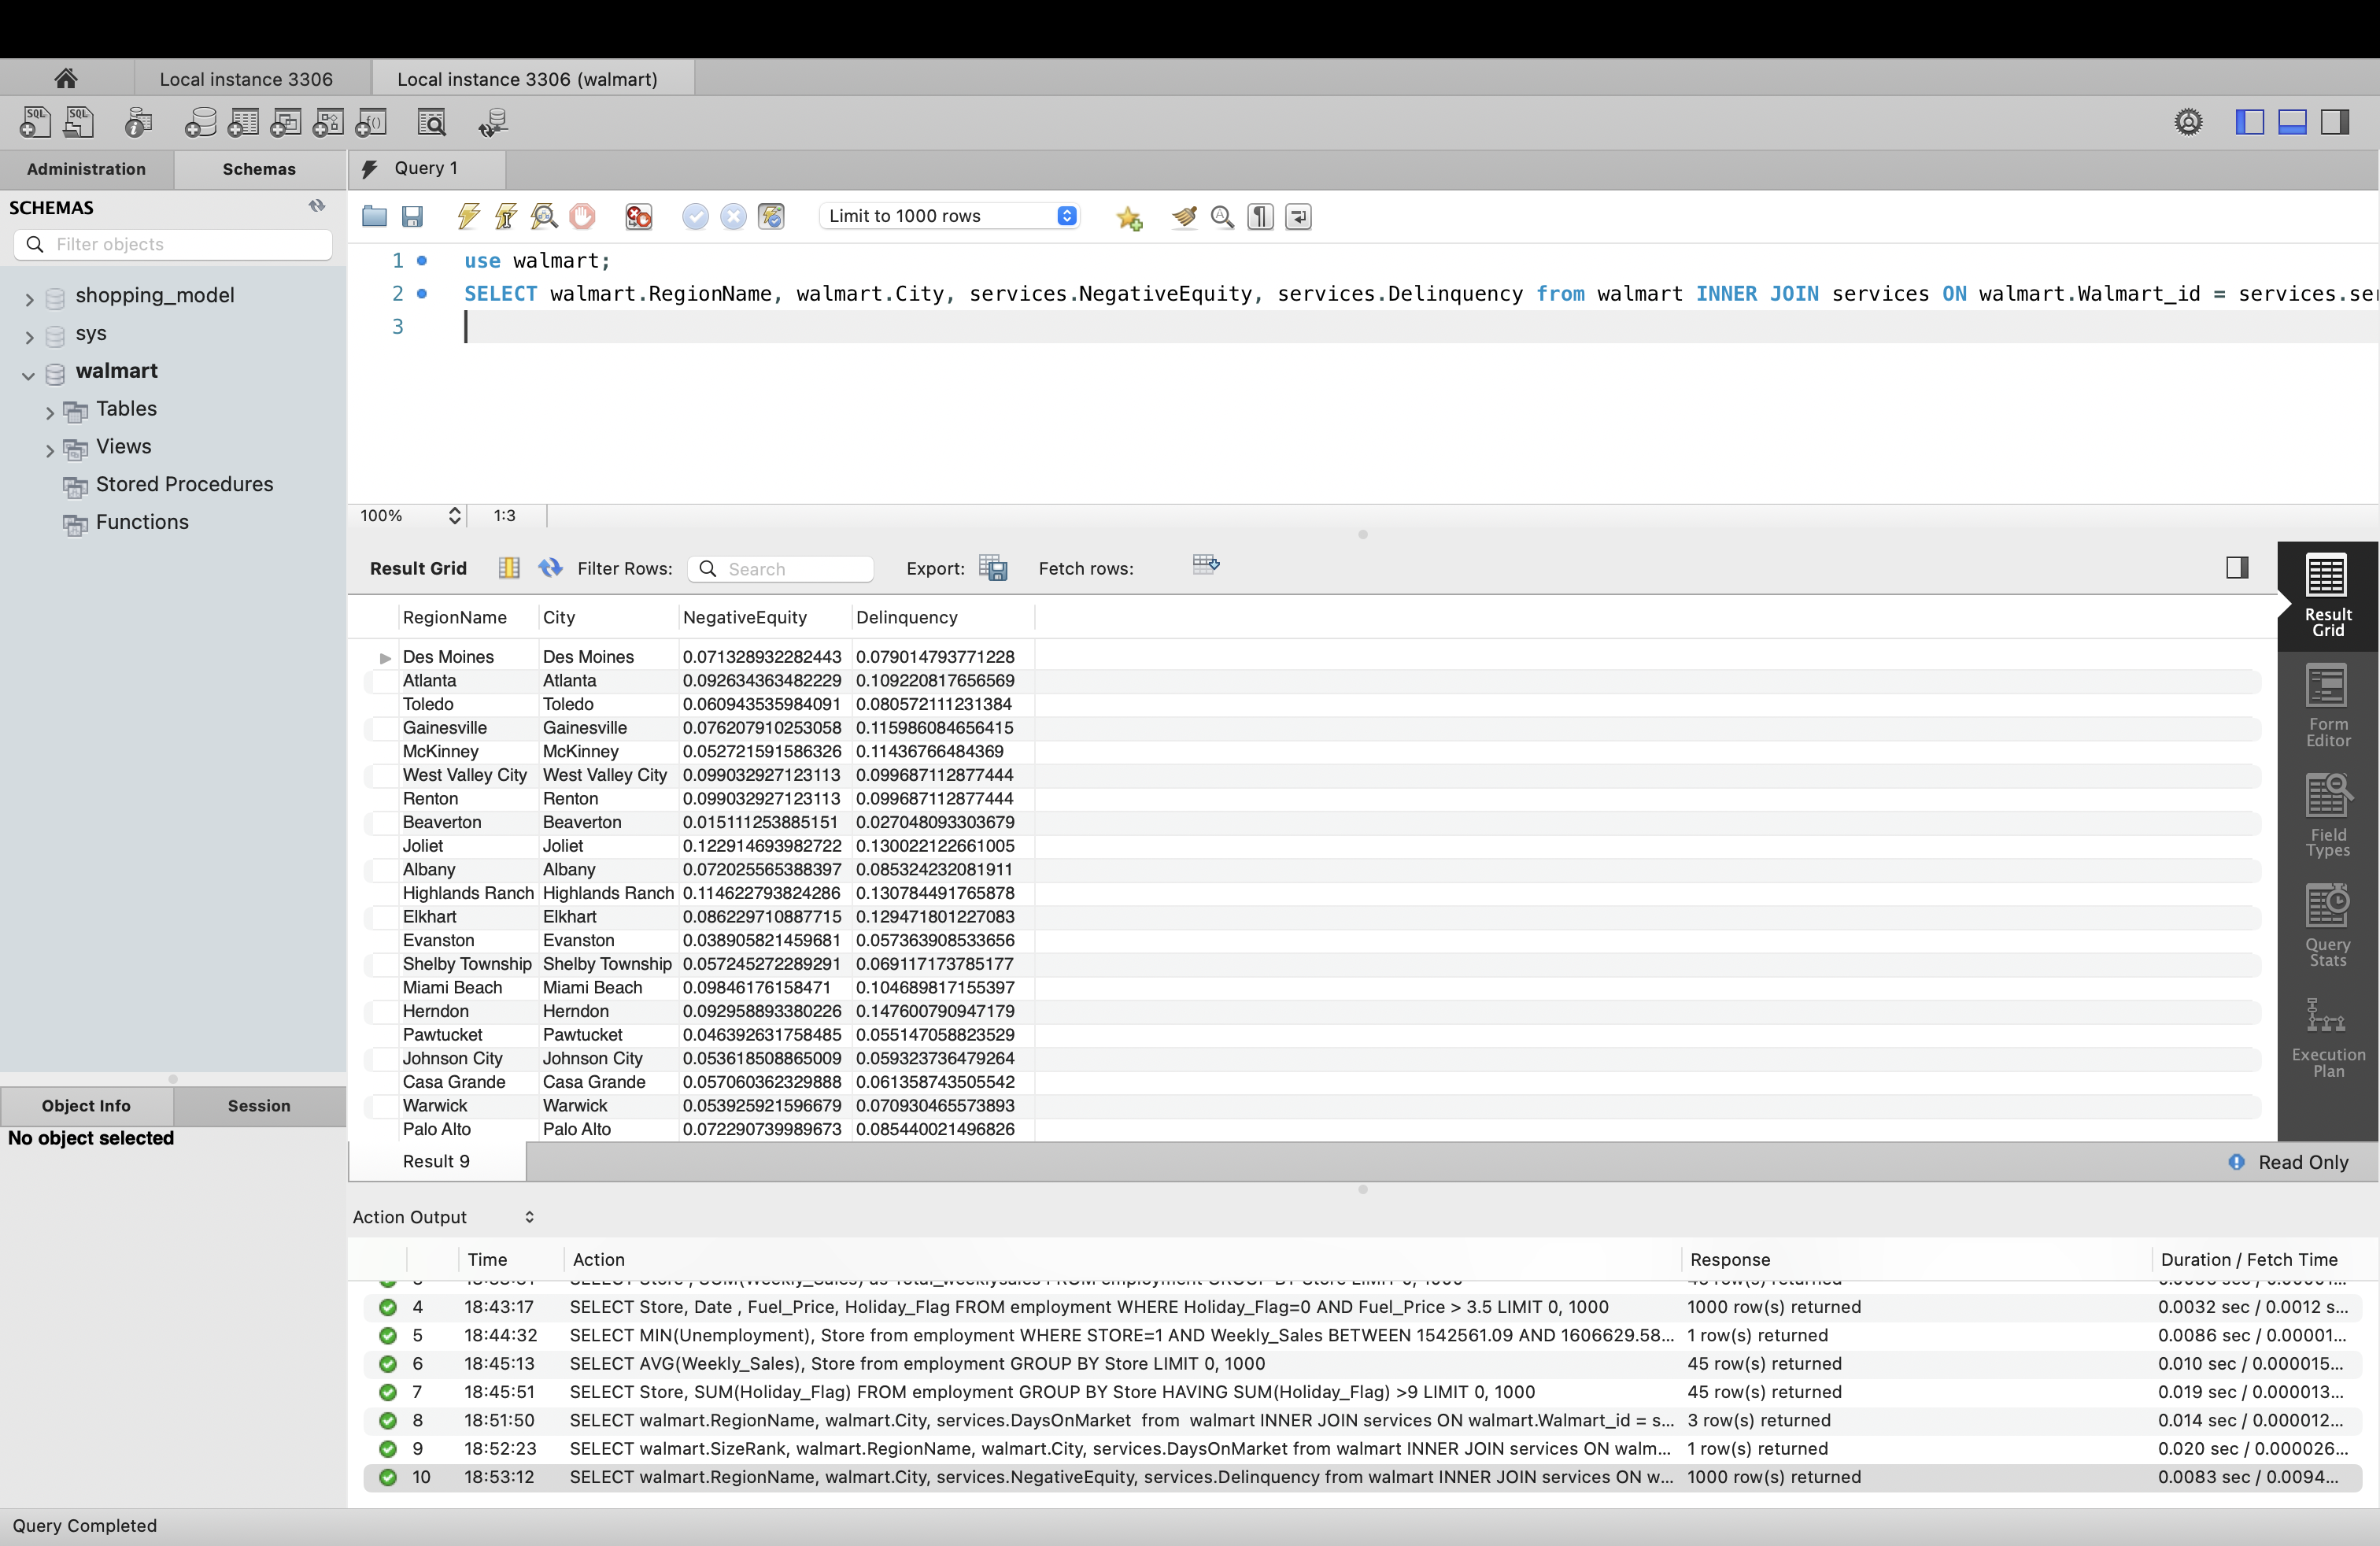 Local instance 3306 Local instance 3306 (walmart)
Administration Schemas Query 1
SCHEMAS
Filter objects
shopping_model
sys
walmart
Tables
Views
Stored Procedures
Functions
Object Info Session
No object selected
Limit to 1000 rows
1 use walmart;
2 SELECT walmart.RegionName, walmart.City, services.NegativeEquity, services.Delinquency from walmart INNER JOIN services ON walmart.Walmart_id = services.ser
3
100% 1:3
Result Grid Filter Rows: Search Export: Fetch rows:
RegionName City NegativeEquity Delinquency
Des Moines Des Moines 0.071328932282443 0.079014793771228
Atlanta Atlanta 0.092634363482229 0.109220817656569
Toledo Toledo 0.060943535984091 0.080572111231384
Gainesville Gainesville 0.076207910253058 0.115986084656415
McKinney McKinney 0.052721591586326 0.11436766484369
West Valley City West Valley City 0.099032927123113 0.099687112877444
Renton Renton 0.099032927123113 0.099687112877444
Beaverton Beaverton 0.015111253885151 0.027048093303679
Joliet Joliet 0.122914693982722 0.130022122661005
Albany Albany 0.072025565388397 0.085324232081911
Highlands Ranch Highlands Ranch 0.114622793824286 0.130784491765878
Elkhart Elkhart 0.086229710887715 0.129471801227083
Evanston Evanston 0.038905821459681 0.057363908533656
Shelby Township Shelby Township 0.057245272289291 0.069117173785177
Miami Beach Miami Beach 0.09846176158471 0.104689817155397
Herndon Herndon 0.092958893380226 0.147600790947179
Pawtucket Pawtucket 0.046392631758485 0.055147058823529
Johnson City Johnson City 0.053618508865009 0.059323736479264
Casa Grande Casa Grande 0.057060362329888 0.061358743505542
Warwick Warwick 0.053925921596679 0.070930465573893
Palo Alto Palo Alto 0.072290739989673 0.085440021496826
Result
Grid
Form
Editor
Field
Types
Query
Stats
Execution
Plan
Result 9 Read Only
Action Output
Time Action Response Duration / Fetch Time
4 18:43:17 SELECT Store, Date , Fuel_Price, Holiday_Flag FROM employment WHERE Holiday_Flag=0 AND Fuel_Price > 3.5 LIMIT 0, 1000 1000 row(s) returned 0.0032 sec / 0.0012 s...
5 18:44:32 SELECT MIN(Unemployment), Store from employment WHERE STORE=1 AND Weekly_Sales BETWEEN 1542561.09 AND 1606629.58... 1 row(s) returned 0.0086 sec / 0.00001...
6 18:45:13 SELECT AVG(Weekly_Sales), Store from employment GROUP BY Store LIMIT 0, 1000 45 row(s) returned 0.010 sec / 0.000015...
7 18:45:51 SELECT Store, SUM(Holiday_Flag) FROM employment GROUP BY Store HAVING SUM(Holiday_Flag) >9 LIMIT 0, 1000 45 row(s) returned 0.019 sec / 0.000013...
8 18:51:50 SELECT walmart.RegionName, walmart.City, services.DaysOnMarket from walmart INNER JOIN services ON walmart.Walmart_id = s... 3 row(s) returned 0.014 sec / 0.000012...
9 18:52:23 SELECT walmart.SizeRank, walmart.RegionName, walmart.City, services.DaysOnMarket from walmart INNER JOIN services ON walm... 1 row(s) returned 0.020 sec / 0.000026...
10 18:53:12 SELECT walmart.RegionName, walmart.City, services.NegativeEquity, services.Delinquency from walmart INNER JOIN services ON w... 1000 row(s) returned 0.0083 sec / 0.0094...
Query Completed